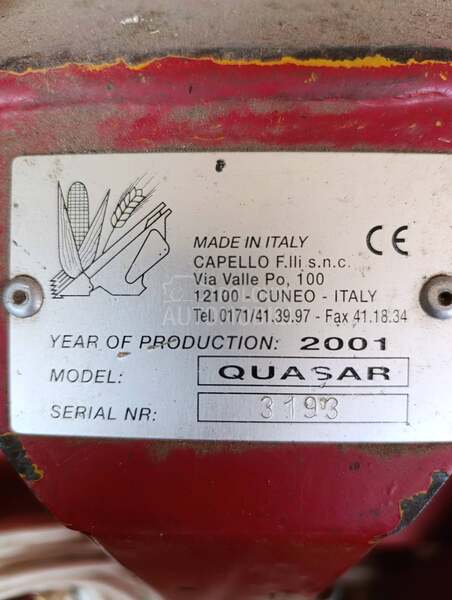 MADE IN ITALY
CE
CAPELLO F.lli s.n.c.
Via Valle Po, 100
12100 - CUNEO - ITALY
Tel. 0171/41.39.97 - Fax 41.18.34
YEAR OF PRODUCTION: 2001
MODEL: QUASAR
SERIAL NR: 3193